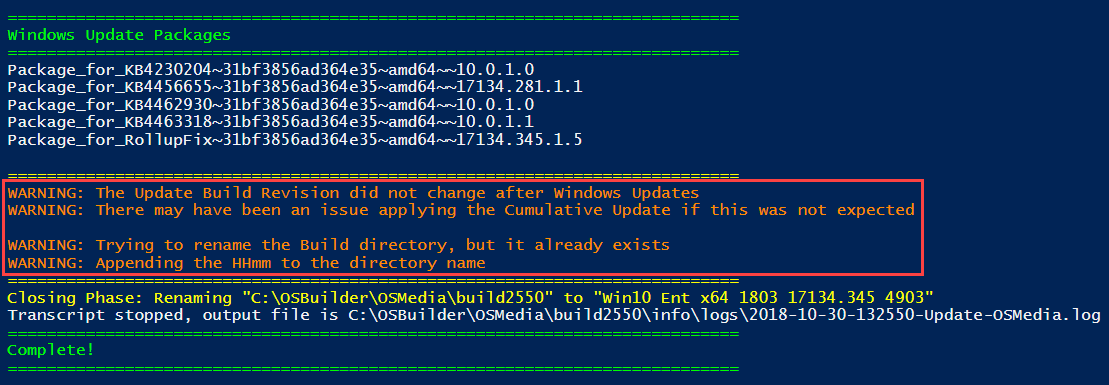 ===========================================================================
Windows Update Packages
===========================================================================
Package_for_KB4230204~31bf3856ad364e35~amd64~~10.0.1.0
Package_for_KB4456655~31bf3856ad364e35~amd64~~17134.281.1.1
Package_for_KB4462930~31bf3856ad364e35~amd64~~10.0.1.0
Package_for_KB4463318~31bf3856ad364e35~amd64~~10.0.1.1
Package_for_RollupFix~31bf3856ad364e35~amd64~~17134.345.1.5
===========================================================================
WARNING: The Update Build Revision did not change after Windows Updates
WARNING: There may have been an issue applying the Cumulative Update if this was not expected
WARNING: Trying to rename the Build directory, but it already exists
WARNING: Appending the HHmm to the directory name
===========================================================================
Closing Phase: Renaming "C:\OSBuilder\OSMedia\build2550" to "Win10 Ent x64 1803 17134.345 4903"
Transcript stopped, output file is C:\OSBuilder\OSMedia\build2550\info\logs\2018-10-30-132550-Update-OSMedia.log
===========================================================================
Complete!
===========================================================================